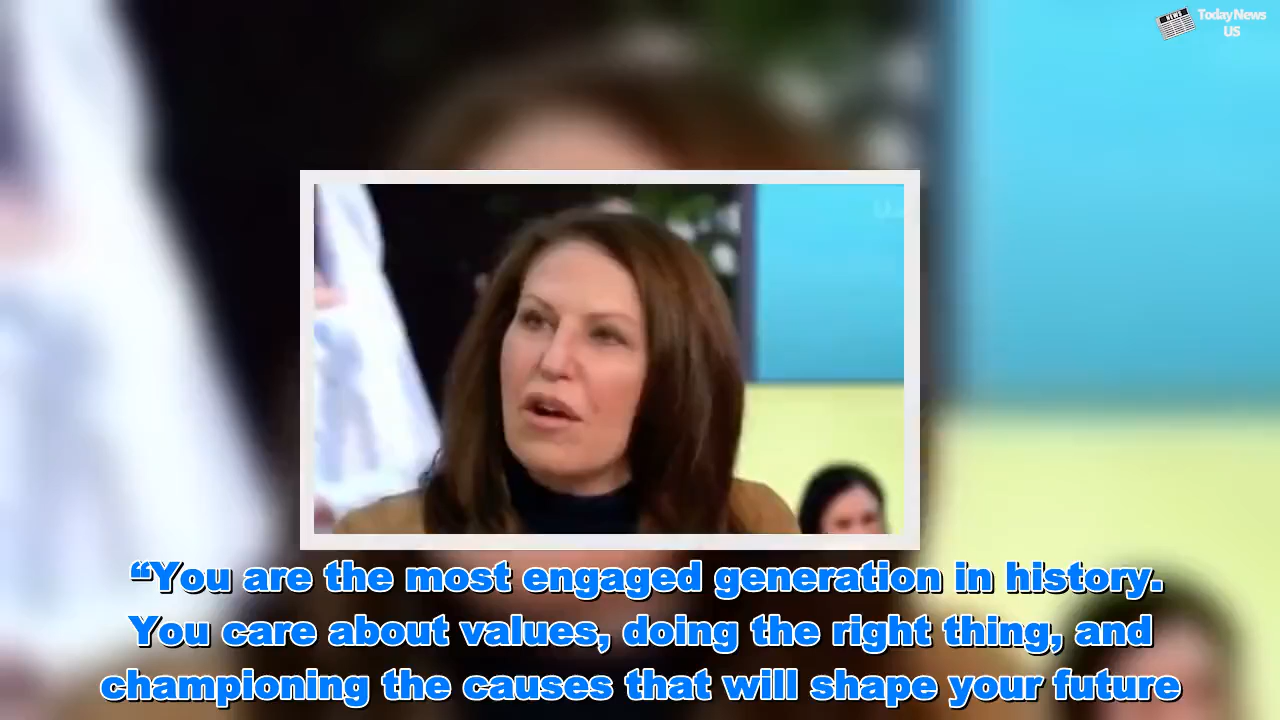 NEWS
TodayNews
US
“You are the most engaged generation in history.
You care about values, doing the right thing, and
championing the causes that will shape your future